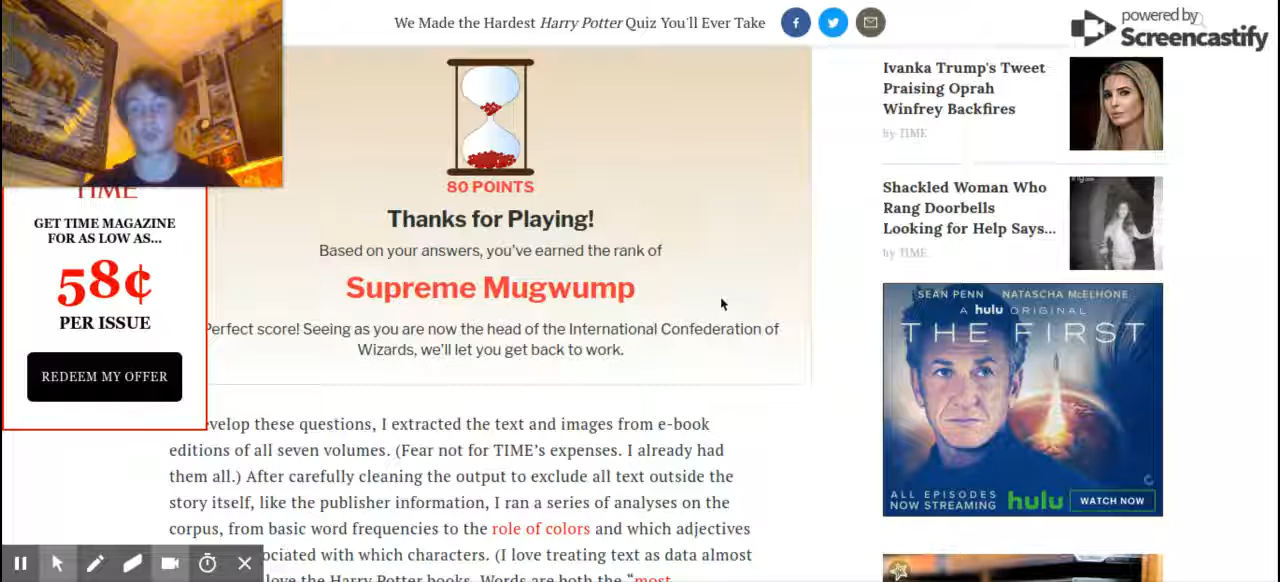 We Made the Hardest Harry Potter Quiz You'll Ever Take
powered by
Screencastify
TIME
GET TIME MAGAZINE
FOR AS LOW AS...
58¢
PER ISSUE
REDEEM MY OFFER
80 POINTS
Thanks for Playing!
Based on your answers, you've earned the rank of
Supreme Mugwump
Perfect score! Seeing as you are now the head of the International Confederation of
Wizards, we'll let you get back to work.
evelop these questions, I extracted the text and images from e-book
editions of all seven volumes. (Fear not for TIME's expenses. I already had
them all.) After carefully cleaning the output to exclude all text outside the
story itself, like the publisher information, I ran a series of analyses on the
corpus, from basic word frequencies to the role of colors and which adjectives
ociated with which characters. (I love treating text as data almost
love the Harry Potter books. Words are both the "most
Ivanka Trump's Tweet
Praising Oprah
Winfrey Backfires
by TIME
Shackled Woman Who
Rang Doorbells
Looking for Help Says...
by TIME
SEAN PENN NATASCHA McELHONE
A hulu ORIGINAL
THE FIRST
ALL EPISODES
NOW STREAMING
hulu
WATCH NOW